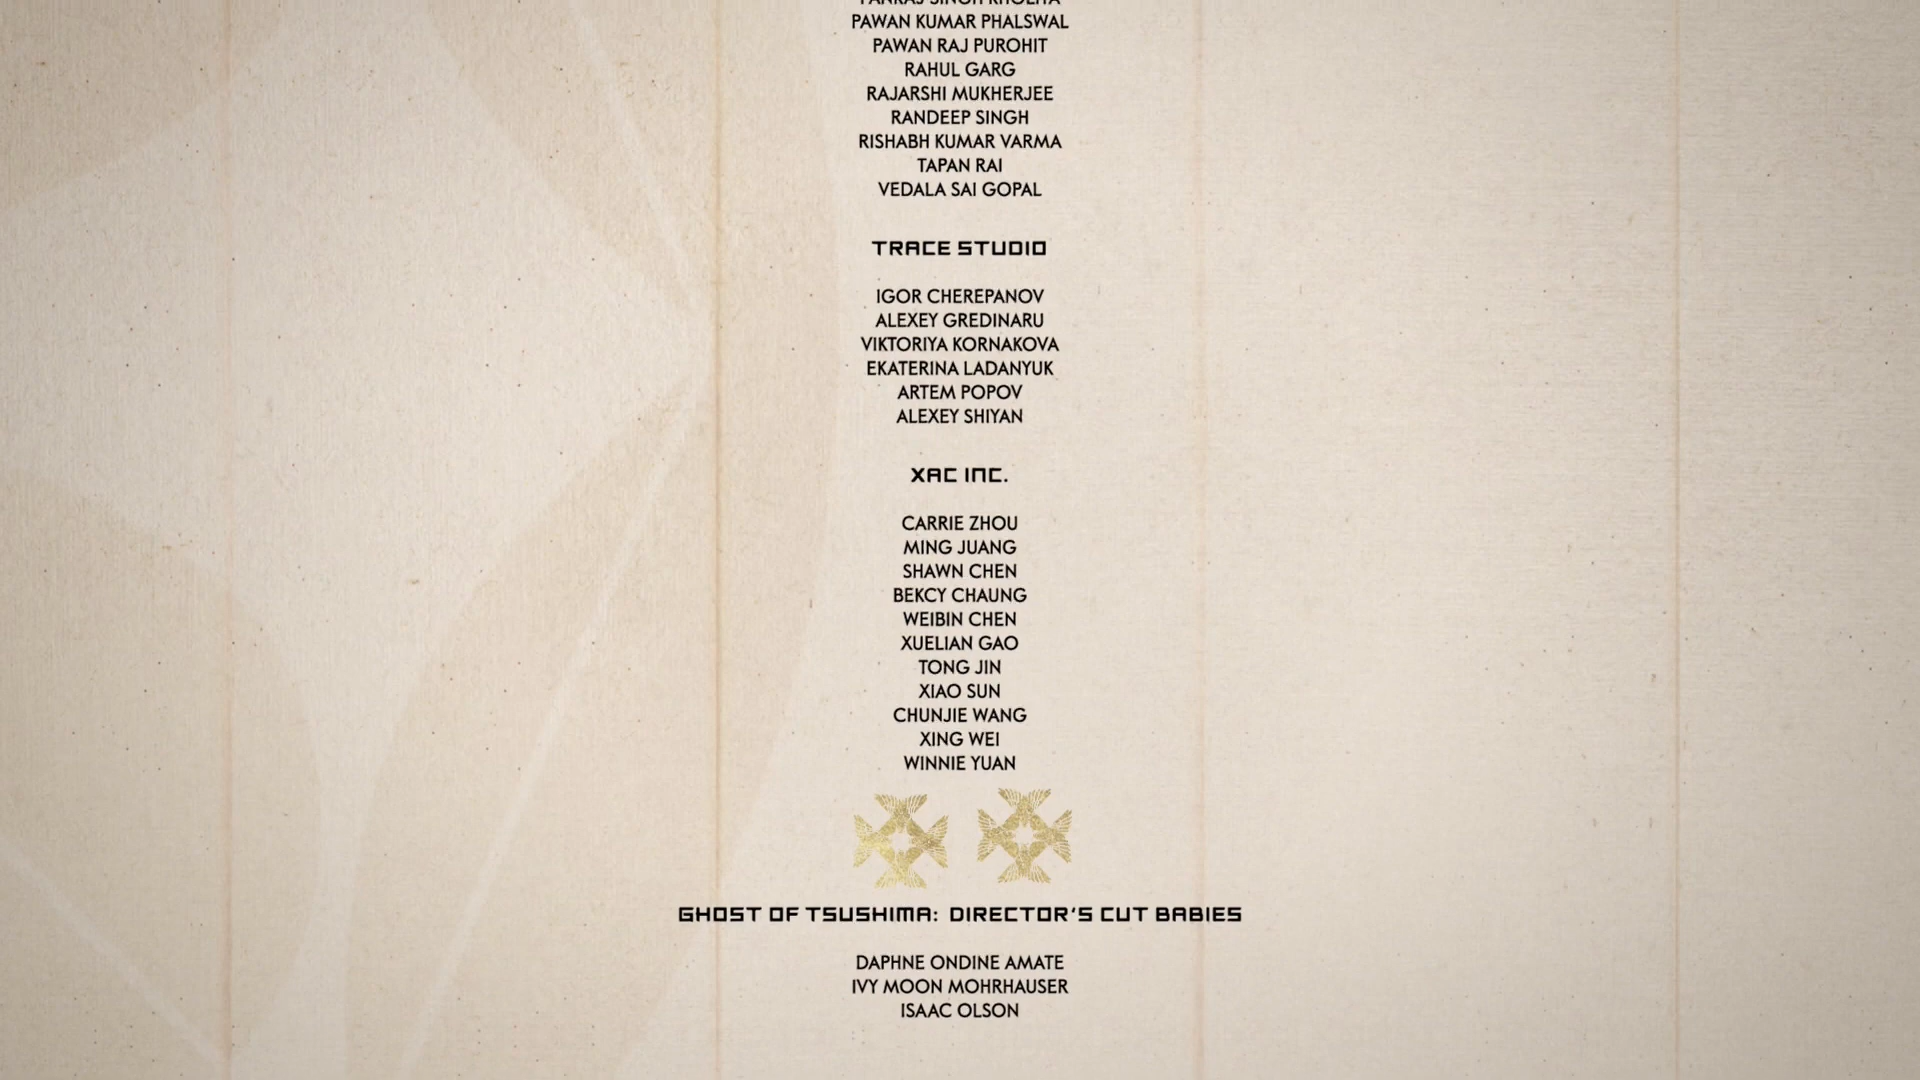 PAWAN KUMAR PHALSWAL
PAWAN RAJ PUROHIT
RAHUL GARG
RAJARSHI MUKHERJEE
RANDEEP SINGH
RISHABH KUMAR VARMA
TAPAN RAI
VEDALA SAI GOPAL
TRACE STUDIO
IGOR CHEREPANOV
ALEXEY GREDINARU
VIKTORIYA KORNAKOVA
EKATERINA LADANYUK
ARTEM POPOV
ALEXEY SHIYAN
XAC INC.
CARRIE ZHOU
MING JUANG
SHAWN CHEN
BEKCY CHAUNG
WEIBIN CHEN
XUELIAN GAO
TONG JIN
XIAO SUN
CHUNJIE WANG
XING WEI
WINNIE YUAN
GHOST OF TSUSHIMA: DIRECTOR'S CUT BABIES
DAPHNE ONDINE AMATE
IVY MOON MOHRHAUSER
ISAAC OLSON